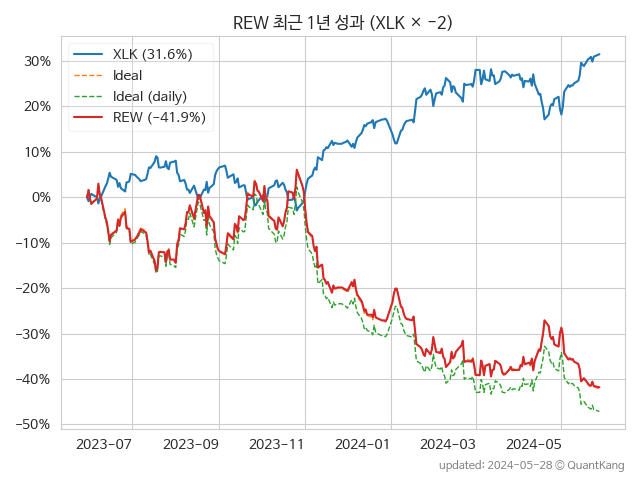 REW 최근 1년 성과 (XLK × −2)
XLK (31.6%)
Ideal
Ideal (daily)
REW (−41.9%)
30%
20%
10%
0%
−10%
−20%
−30%
−40%
−50%
2023−07 2023−09 2023−11 2024−01 2024−03 2024−05
updated: 2024−05−28 © QuantKang